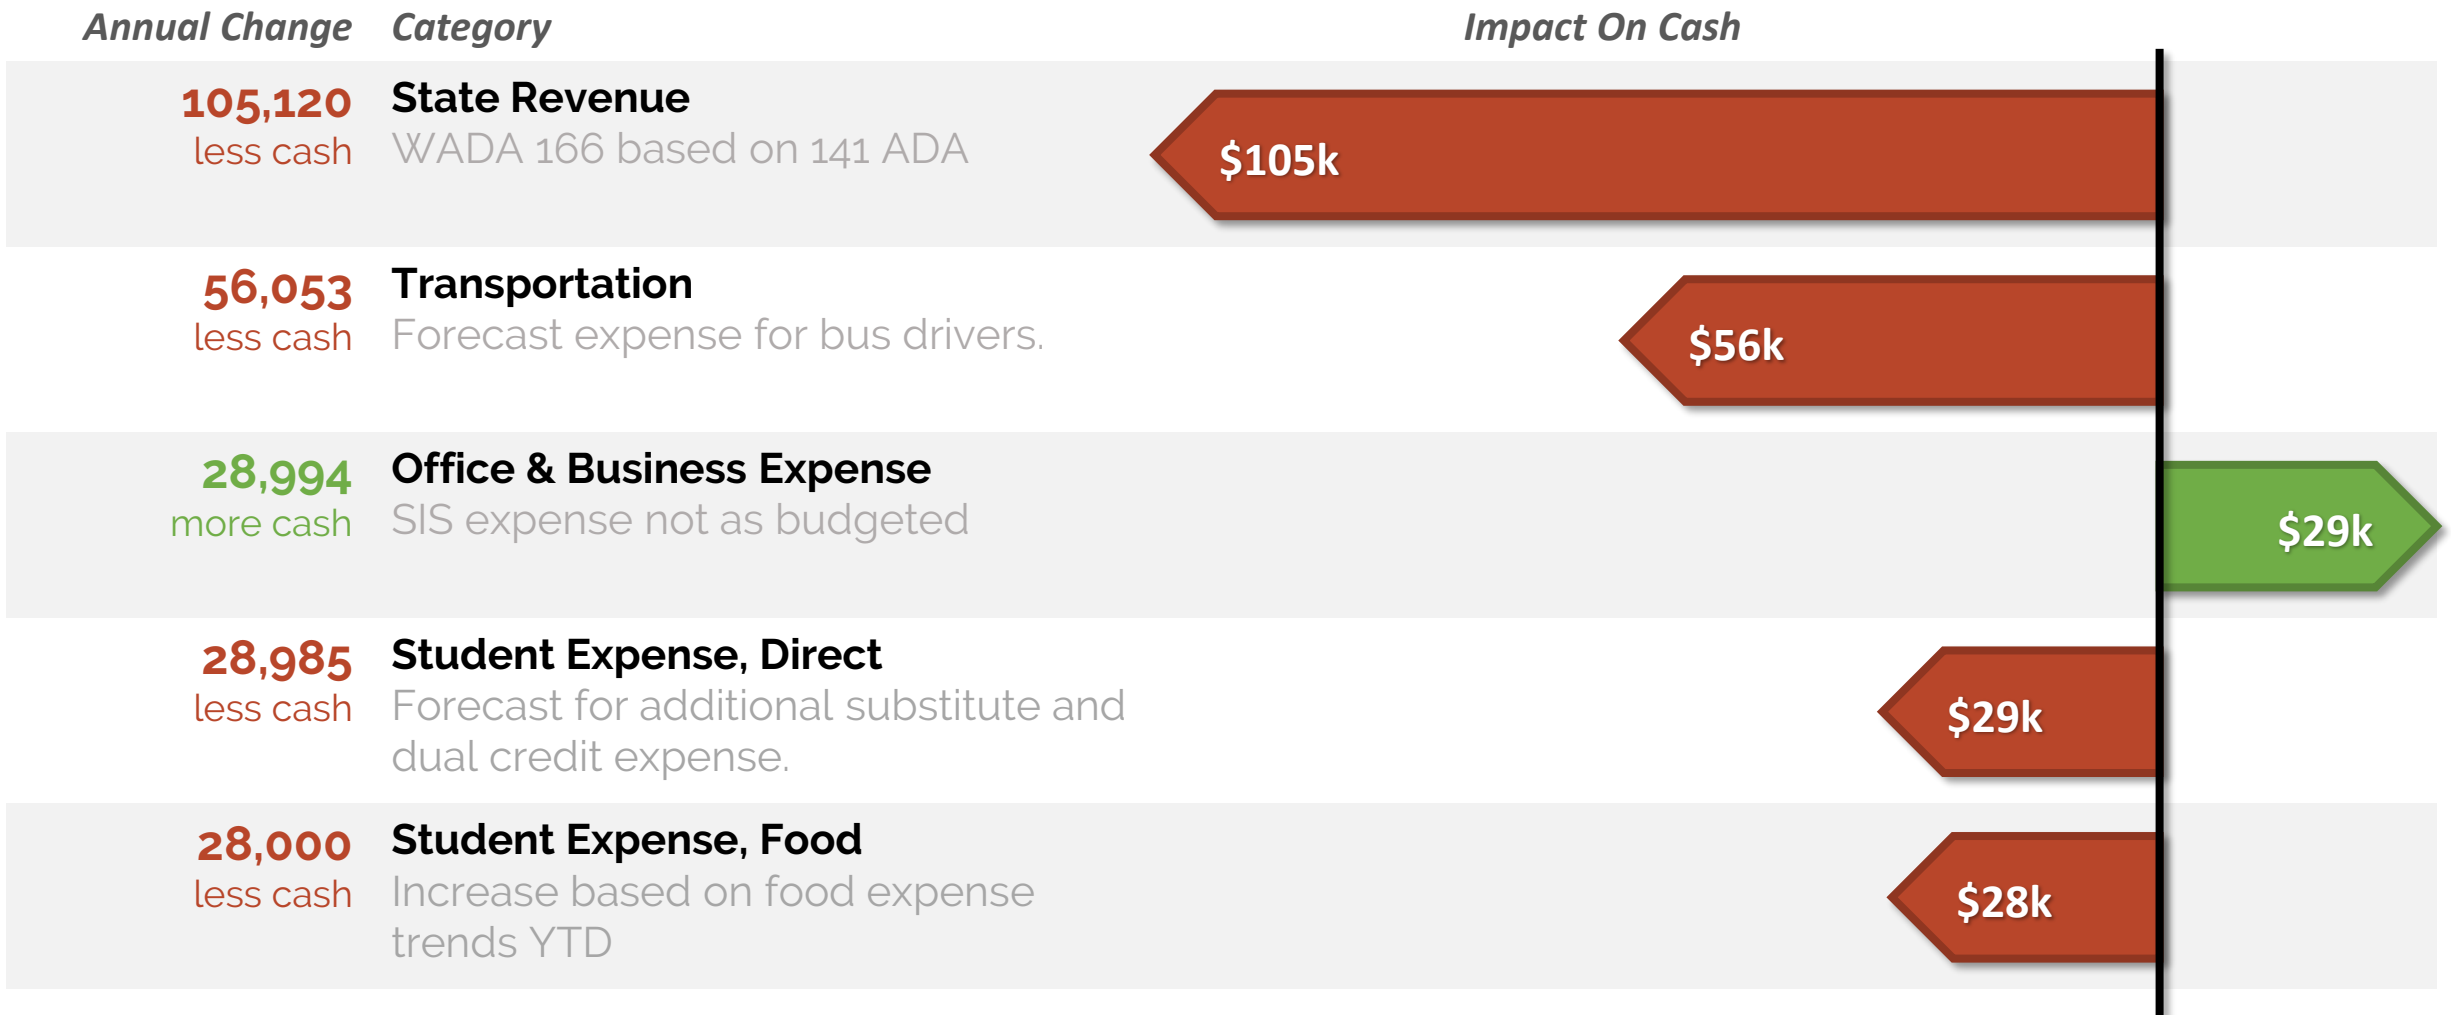 Annual Change Category Impact On Cash
105,120 State Revenue
less cash WADA 166 based on 141 ADA
$105k
56,053 Transportation
less cash Forecast expense for bus drivers.
$56k
28,994 Office & Business Expense
more cash SIS expense not as budgeted
$29k
28,985 Student Expense, Direct
less cash Forecast for additional substitute and
dual credit expense.
$29k
28,000 Student Expense, Food
less cash Increase based on food expense
trends YTD
$28k